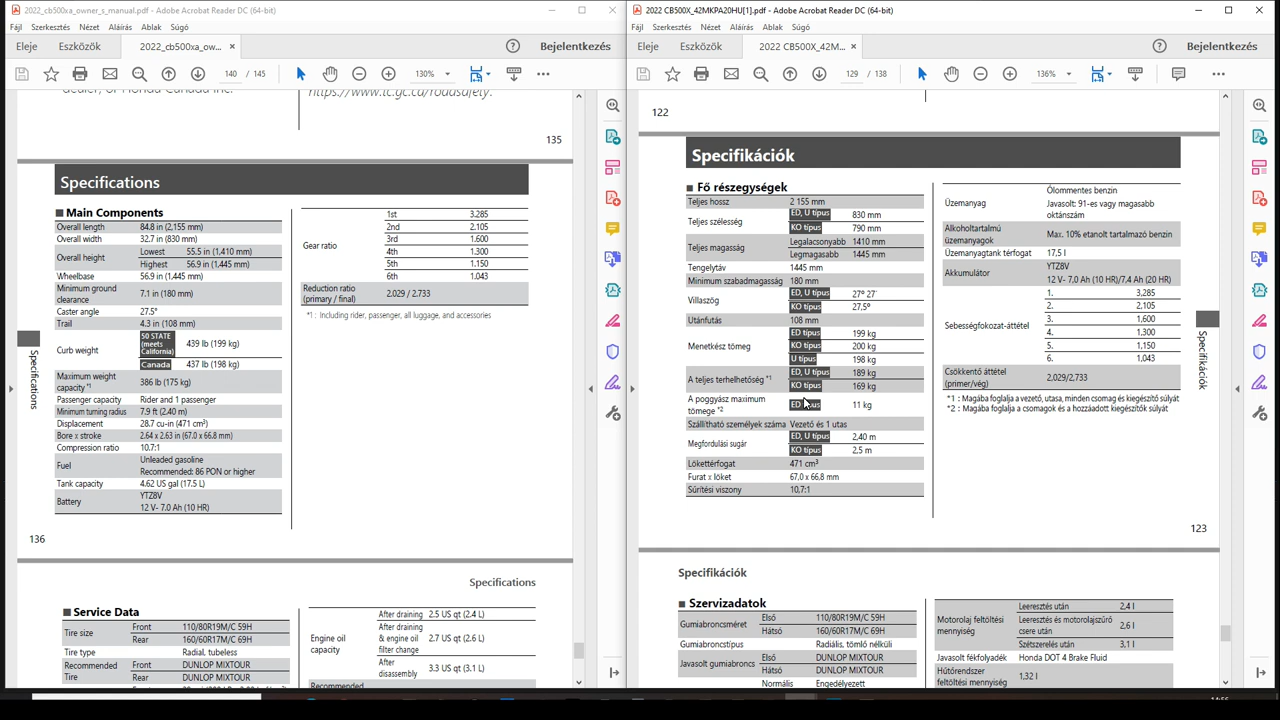 2022_cb500xa_owner_s_manual.pdf - Adobe Acrobat Reader DC (64-bit)
Fájl Szerkesztés Nézet Aláírás Ablak Súgó
Eleje Eszközök 2022_cb500xa_ow... × Bejelentkezés
140 / 145 130%
dealer, or Honda Canada Inc.
https://www.tc.gc.ca/roadsafety.
135
Specifications
Main Components
Overall length 84.8 in (2,155 mm)
Overall width 32.7 in (830 mm)
Overall height Lowest 55.5 in (1,410 mm)
Highest 56.9 in (1,445 mm)
Wheelbase 56.9 in (1,445 mm)
Minimum ground clearance 7.1 in (180 mm)
Caster angle 27.5°
Trail 4.3 in (108 mm)
Curb weight 50 STATE (meets California) 439 lb (199 kg)
Canada 437 lb (198 kg)
Maximum weight capacity*1 386 lb (175 kg)
Passenger capacity Rider and 1 passenger
Minimum turning radius 7.9 ft (2.40 m)
Displacement 28.7 cu-in (471 cm³)
Bore x stroke 2.64 x 2.63 in (67.0 x 66.8 mm)
Compression ratio 10.7:1
Fuel Unleaded gasoline
Recommended: 86 PON or higher
Tank capacity 4.62 US gal (17.5 L)
Battery YTZ8V
12 V- 7.0 Ah (10 HR)
Gear ratio 1st 3.285
2nd 2.105
3rd 1.600
4th 1.300
5th 1.150
6th 1.043
Reduction ratio (primary / final) 2.029 / 2.733
*1 : Including rider, passenger, all luggage, and accessories
Specifications
136
Specifications
Service Data
Tire size Front 110/80R19M/C 59H
Rear 160/60R17M/C 69H
Tire type Radial, tubeless
Recommended Tire Front DUNLOP MIXTOUR
Rear DUNLOP MIXTOUR
Engine oil capacity After draining 2.5 US qt (2.4 L)
After draining & engine oil filter change 2.7 US qt (2.6 L)
After disassembly 3.3 US qt (3.1 L)
Recommended
2022 CB500X_42MKPA20HU[1].pdf - Adobe Acrobat Reader DC (64-bit)
Fájl Szerkesztés Nézet Aláírás Ablak Súgó
Eleje Eszközök 2022 CB500X_42M... × Bejelentkezés
129 / 138 136%
122
Specifikációk
Fő részegységek
Teljes hossz 2 155 mm
Teljes szélesség ED, U típus 830 mm
KO típus 790 mm
Teljes magasság Legalacsonyabb 1410 mm
Legmagasabb 1445 mm
Tengelytáv 1445 mm
Minimum szabadmagasság 180 mm
Villaszög ED, U típus 27º 27´
KO típus 27,5º
Utánfutás 108 mm
Menetkész tömeg ED típus 199 kg
KO típus 200 kg
U típus 198 kg
A teljes terhelhetőség *1 ED, U típus 189 kg
KO típus 169 kg
A poggyász maximum tömege *2 ED típus 11 kg
Szállítható személyek száma Vezető és 1 utas
Megfordulási sugár ED, U típus 2,40 m
KO típus 2,5 m
Lökettérfogat 471 cm³
Furat x löket 67,0 x 66,8 mm
Sűrítési viszony 10,7:1
Üzemanyag Ólommentes benzin
Javasolt: 91-es vagy magasabb oktánszám
Alkoholtartalmú üzemanyagok Max. 10% etanolt tartalmazó benzin
Üzemanyagtank térfogat 17,5 l
Akkumulátor YTZ8V
12 V- 7.0 Ah (10 HR)/7.4 Ah (20 HR)
Sebességfokozat-áttétel 1. 3,285
2. 2,105
3. 1,600
4. 1,300
5. 1,150
6. 1,043
Csökkentő áttétel (primer/vég) 2,029/2,733
*1 : Magába foglalja a vezető, utasa, minden csomag és kiegészítő súlyát
*2 : Magába foglalja a csomagok és a hozzáadott kiegészítők súlyát
Specifikációk
123
Specifikációk
Szervizadatok
Gumiabroncsméret Első 110/80R19M/C 59H
Hátsó 160/60R17M/C 69H
Gumiabroncstípus Radiális, tömlő nélküli
Javasolt gumiabroncs Első DUNLOP MIXTOUR
Hátsó DUNLOP MIXTOUR
Normális Engedélyezett
Motorolaj feltöltési mennyiség Leeresztés után 2,4 l
Leeresztés és motorolajszűrő csere után 2,6 l
Szétszerelés után 3,1 l
Javasolt fékfolyadék Honda DOT 4 Brake Fluid
Hűtőrendszer feltöltési mennyiség 1,32 l